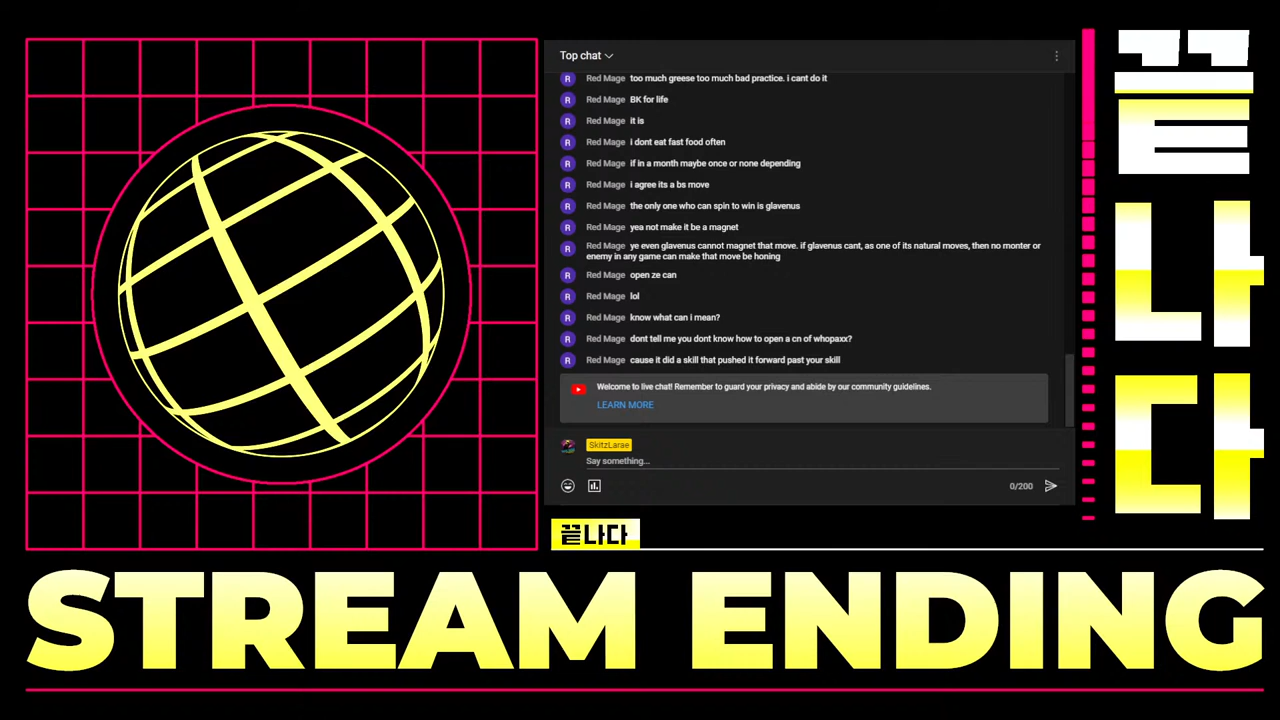 Top chat
R Red Mage too much greese too much bad practice. i cant do it
R Red Mage BK for life
R Red Mage it is
R Red Mage i dont eat fast food often
R Red Mage if in a month maybe once or none depending
R Red Mage i agree its a bs move
R Red Mage the only one who can spin to win is glavenus
R Red Mage yea not make it be a magnet
R Red Mage ye even glavenus cannot magnet that move. if glavenus cant, as one of its natural moves, then no monter or
enemy in any game can make that move be honing
R Red Mage open ze can
R Red Mage lol
R Red Mage know what can i mean?
R Red Mage dont tell me you dont know how to open a cn of whopaxx?
R Red Mage cause it did a skill that pushed it forward past your skill
Welcome to live chat! Remember to guard your privacy and abide by our community guidelines.
LEARN MORE
SkitzLarae
Say something...
0/200
끝나다
끝나다
STREAM ENDING